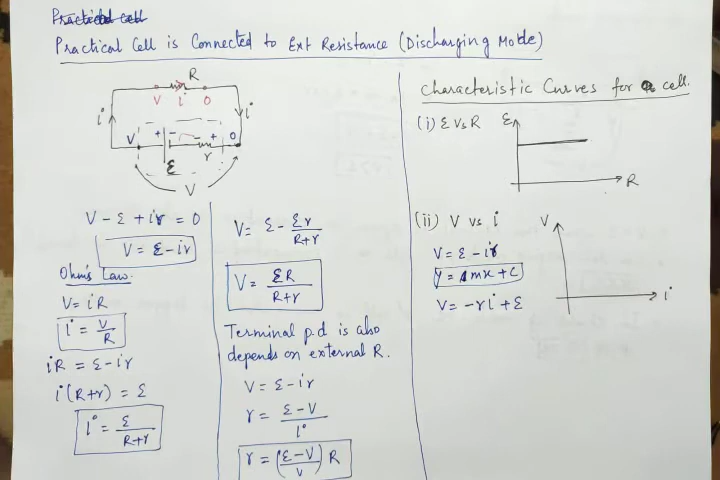 Practical cell
Practical Cell is Connected to Ext Resistance (Discharging Mode)
R
V i 0
i
i
V + - - + 0
ε r
V
V - ε + ir = 0
V = ε - ir
Ohm's Law.
V = iR
i = V/R
iR = ε - ir
i(R+r) = ε
i = ε/(R+r)
V = ε - εr/(R+r)
V = εR/(R+r)
Terminal p.d is also
depends on external R.
V = ε - ir
r = (ε-V)/i
r = ((ε-V)/V) R
Characteristic Curves for a cell.
(i) ε Vs R
ε
R
(ii) V vs i
V
i
V = ε - ir
y = mx + c
V = -ri + ε